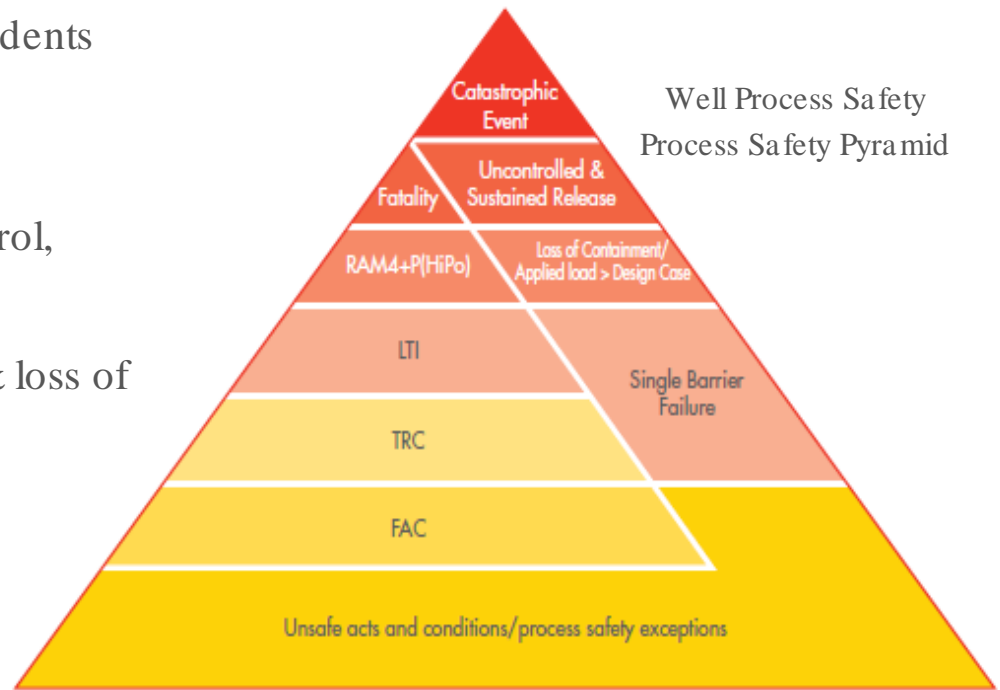 dents
rol,
loss of
Well Process Safety
Process Safety Pyramid
Catastrophic
Event
Fatality
Uncontrolled &
Sustained Release
RAM4+P(HiPo)
Loss of Containment/
Applied load > Design Case
LTI
Single Barrier
Failure
TRC
FAC
Unsafe acts and conditions/process safety exceptions